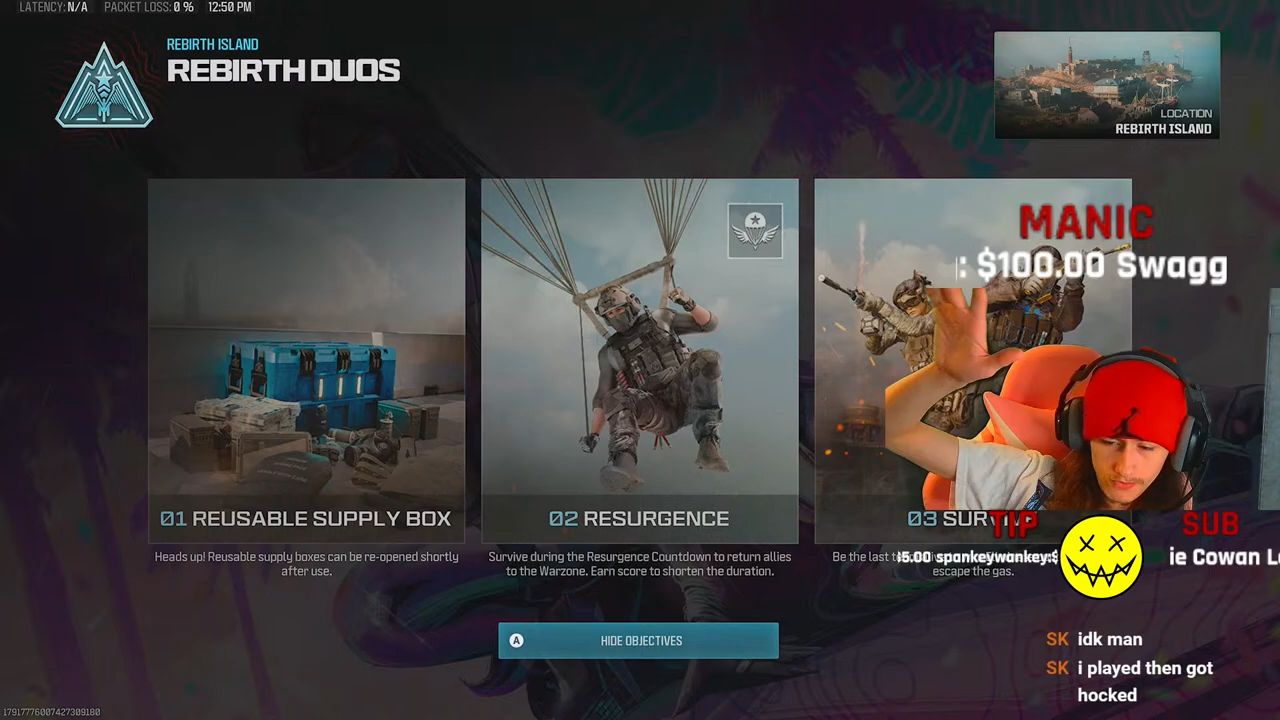 LATENCY: N/A PACKET LOSS: 0 % 12:50 PM
REBIRTH ISLAND
REBIRTH DUOS
LOCATION
REBIRTH ISLAND
MANIC
: $100.00 Swagg
01 REUSABLE SUPPLY BOX
Heads up! Reusable supply boxes can be re-opened shortly
after use.
02 RESURGENCE
Survive during the Resurgence Countdown to return allies
to the Warzone. Earn score to shorten the duration.
03
Be the last
escape the gas.
TIP
$5.00 spankeywankey:$
SUB
ie Cowan
HIDE OBJECTIVES
A
SK idk man
SK i played then got
hocked
17917776007427309180